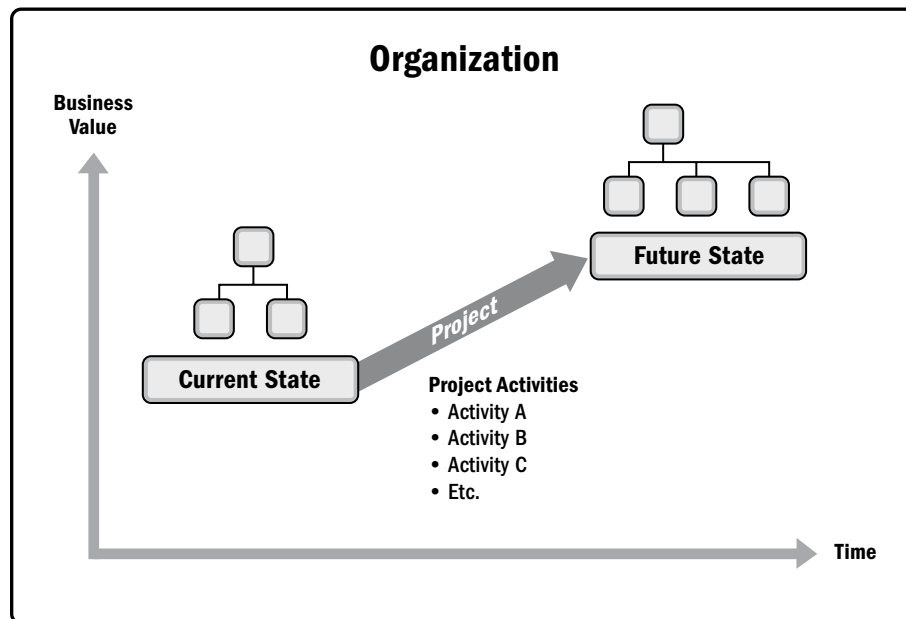 Organization
Business
Value
Future State
Project
Current State
Project Activities
• Activity A
• Activity B
• Activity C
• Etc.
Time